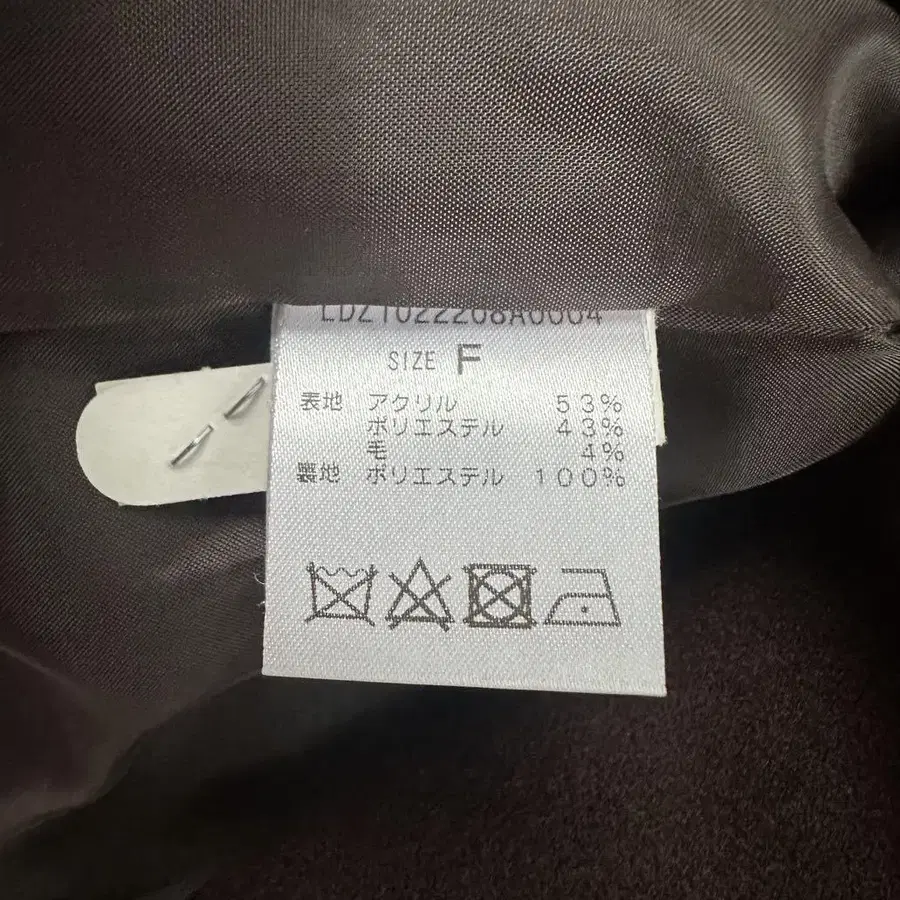 LDZ1022208A0004
SIZE F
表地 アクリル 53%
ポリエステル 43%
毛 4%
裏地 ポリエステル 100%